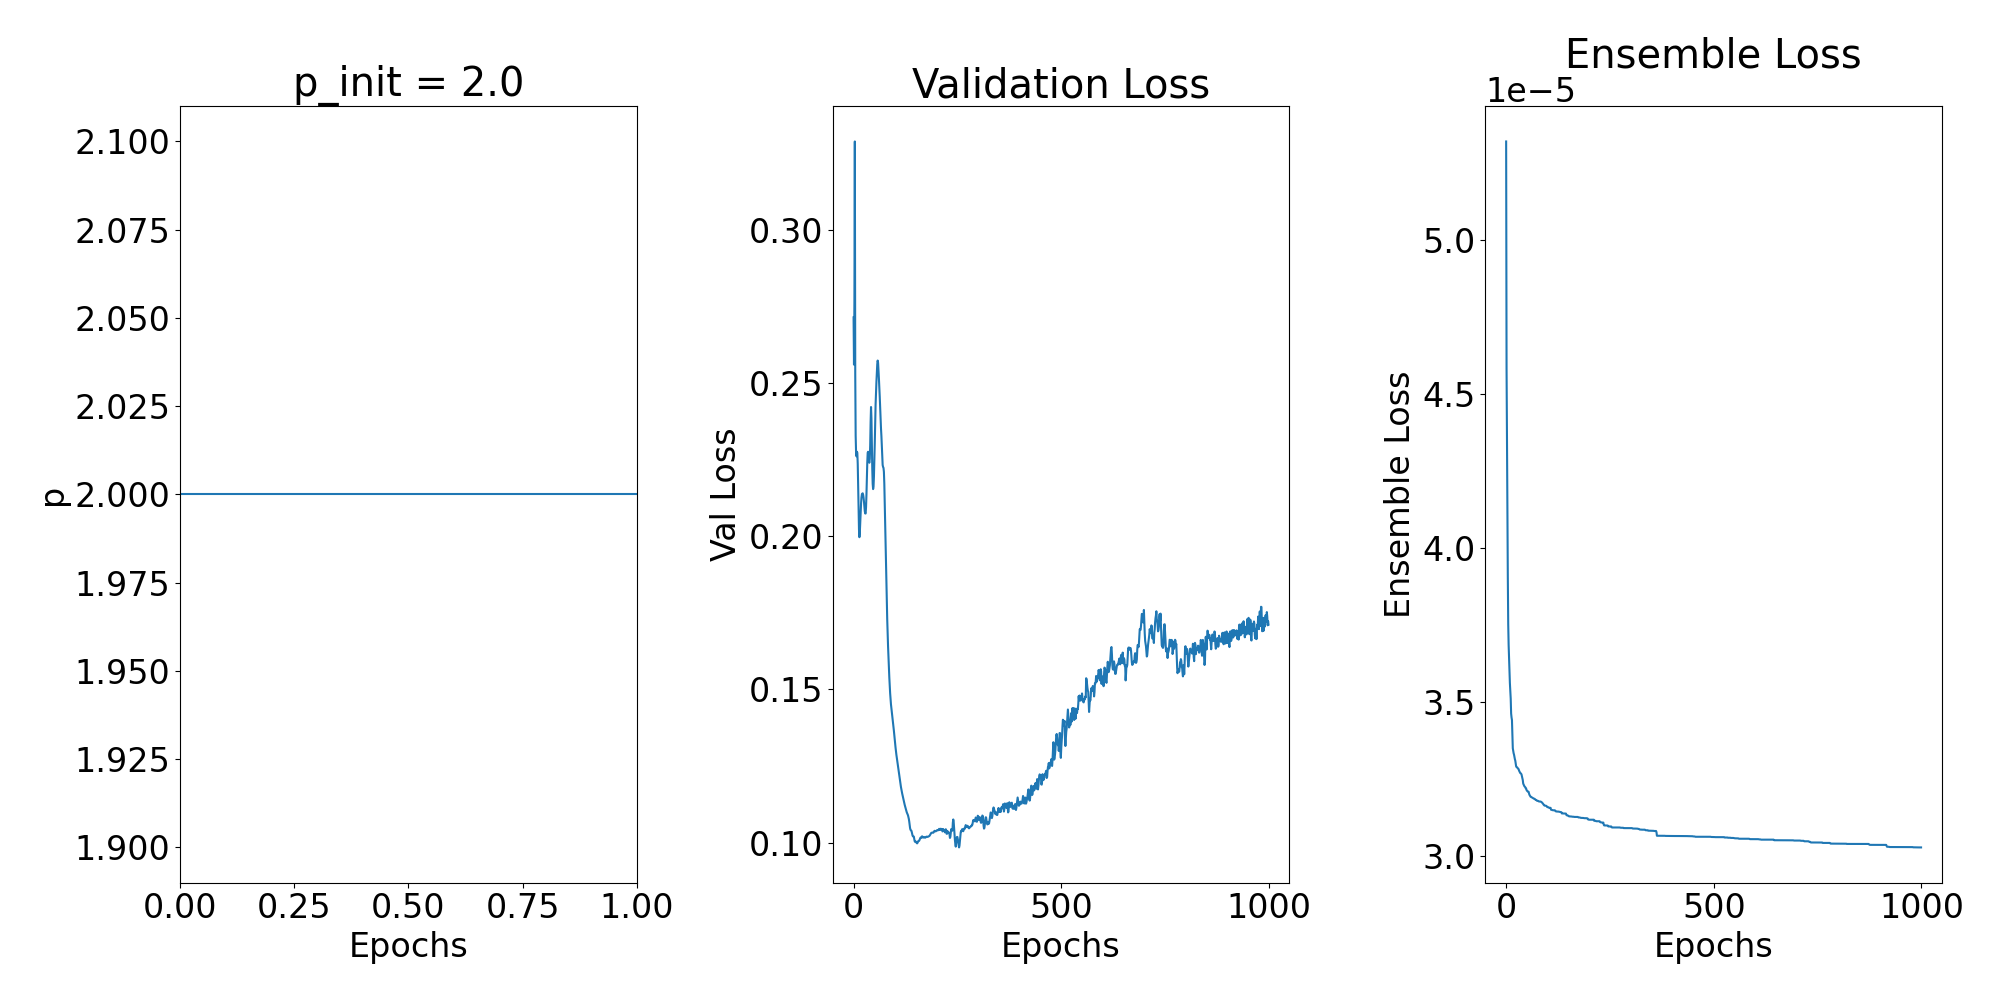 p_init = 2.0
2.100
2.075
2.050
2.025
2.000
1.975
1.950
1.925
1.900
p
0.00 0.25 0.50 0.75 1.00
Epochs
Validation Loss
0.30
0.25
0.20
0.15
0.10
Val Loss
0 500 1000
Epochs
Ensemble Loss
1e−5
5.0
4.5
4.0
3.5
3.0
Ensemble Loss
0 500 1000
Epochs